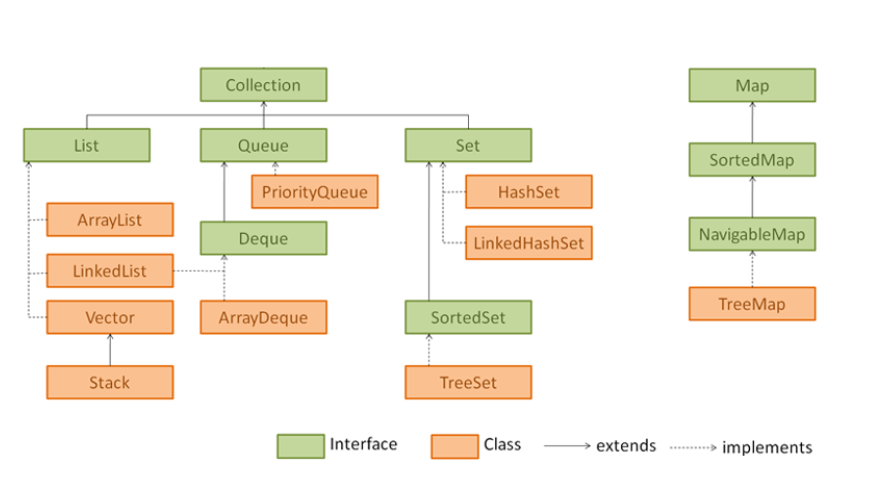 Collection
Map
List
Queue
Set
SortedMap
PriorityQueue
HashSet
ArrayList
Deque
LinkedHashSet
NavigableMap
LinkedList
Vector
ArrayDeque
SortedSet
TreeMap
Stack
TreeSet
Interface
Class
extends
implements